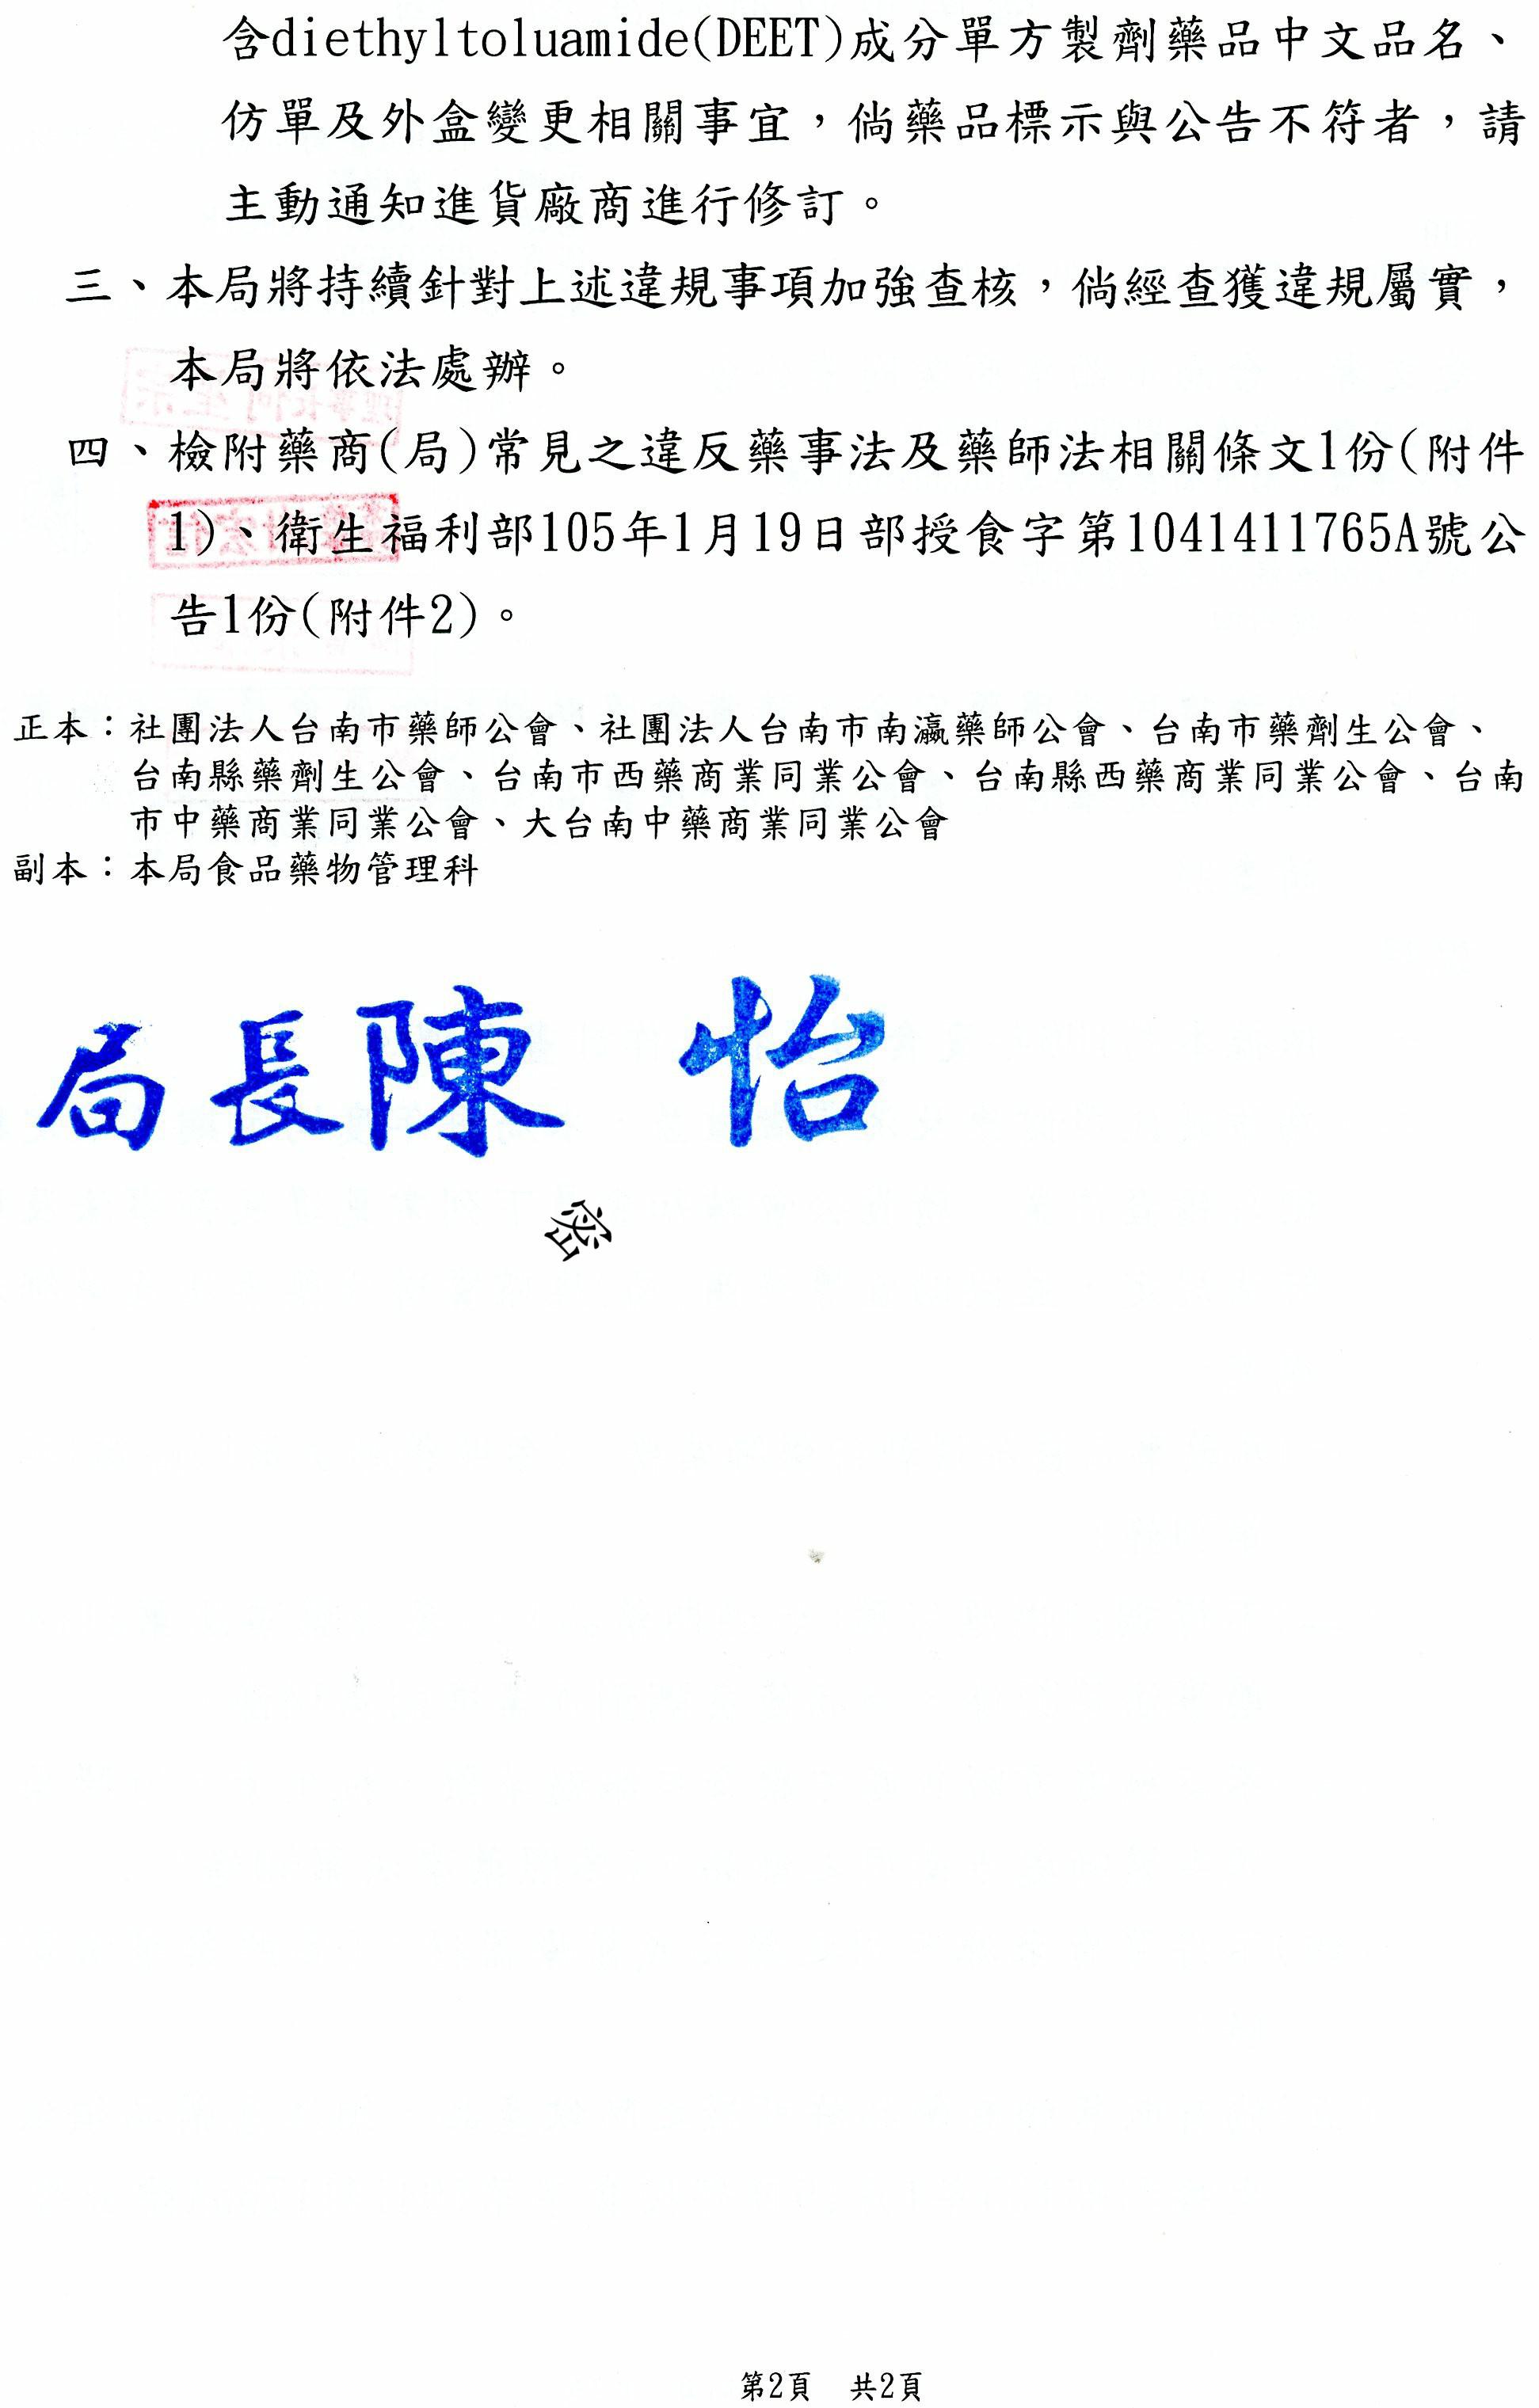 含diethyltoluamide(DEET)成分單方製劑藥品中文品名、
仿單及外盒變更相關事宜，倘藥品標示與公告不符者，請
主動通知進貨廠商進行修訂。
三、本局將持續針對上述違規事項加強查核，倘經查獲違規屬實，
本局將依法處辦。
四、檢附藥商(局)常見之違反藥事法及藥師法相關條文1份(附件
1)、衛生福利部105年1月19日部授食字第1041411765A號公
告1份(附件2)。
正本：社團法人台南市藥師公會、社團法人台南市南瀛藥師公會、台南市藥劑生公會、
台南縣藥劑生公會、台南市西藥商業同業公會、台南縣西藥商業同業公會、台南
市中藥商業同業公會、大台南中藥商業同業公會
副本：本局食品藥物管理科
局長陳 怡
密
第2頁 共2頁